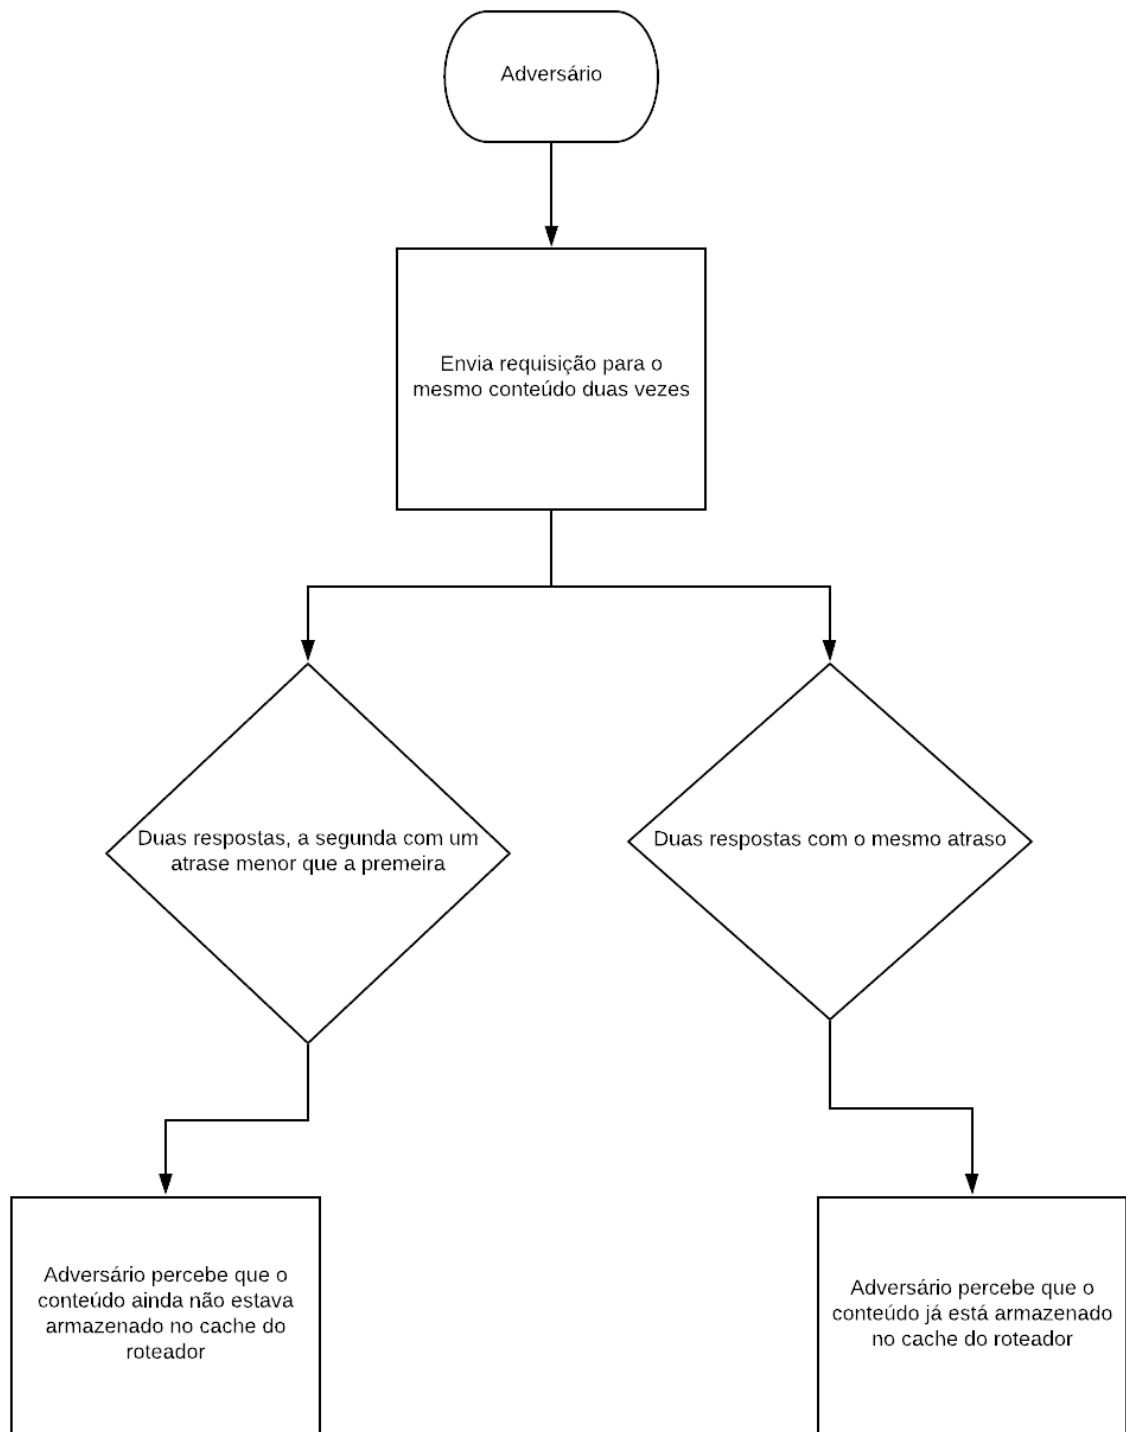 Adversário
Envia requisição para o
mesmo conteúdo duas vezes
Duas respostas, a segunda com um
atrase menor que a premeira
Duas respostas com o mesmo atraso
Adversário percebe que o
conteúdo ainda não estava
armazenado no cache do
roteador
Adversário percebe que o
conteúdo já está armazenado
no cache do roteador